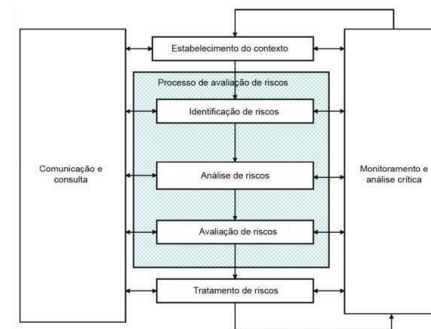 Estabelecimento do contexto
Processo de avaliação de riscos
Identificação de riscos
Comunicação e
consulta
Análise de riscos
Monitoramento e
análise crítica
Avaliação de riscos
Tratamento de riscos